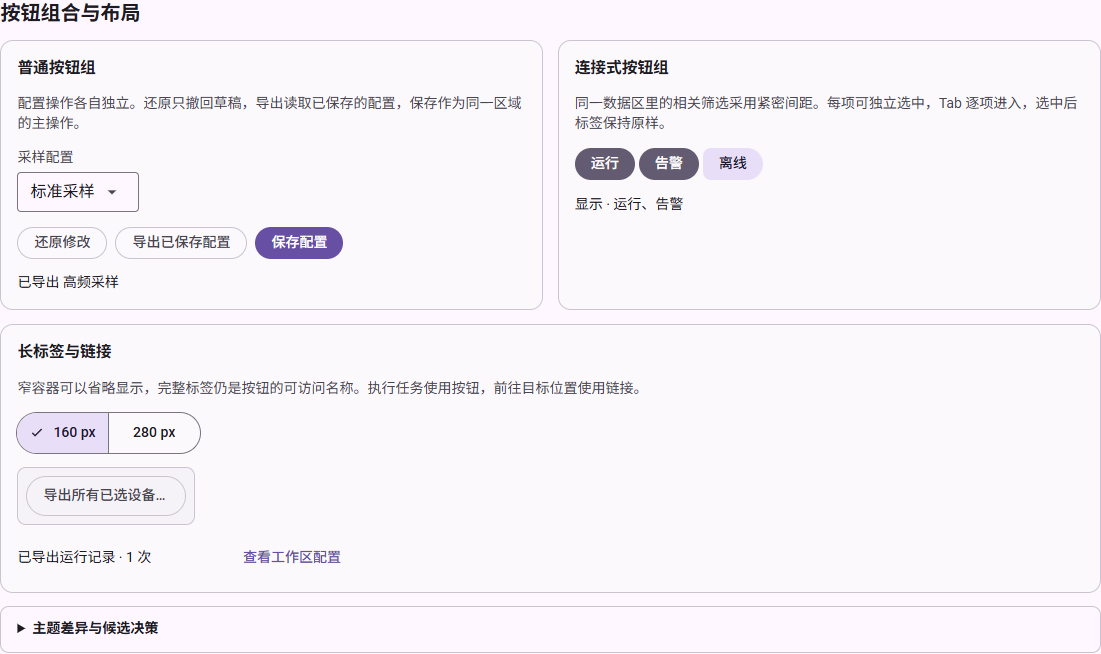 按钮组合与布局
普通按钮组
配置操作各自独立。还原只撤回草稿，导出读取已保存的配置，保存作为同一区域
的主操作。
采样配置
标准采样
还原修改
导出已保存配置
保存配置
已导出 高频采样
连接式按钮组
同一数据区里的相关筛选采用紧密间距。每项可独立选中，Tab 逐项进入，选中后
标签保持原样。
运行
告警
离线
显示 · 运行、告警
长标签与链接
窄容器可以省略显示，完整标签仍是按钮的可访问名称。执行任务使用按钮，前往目标位置使用链接。
160 px
280 px
导出所有已选设备...
已导出运行记录 · 1 次
查看工作区配置
主题差异与候选决策